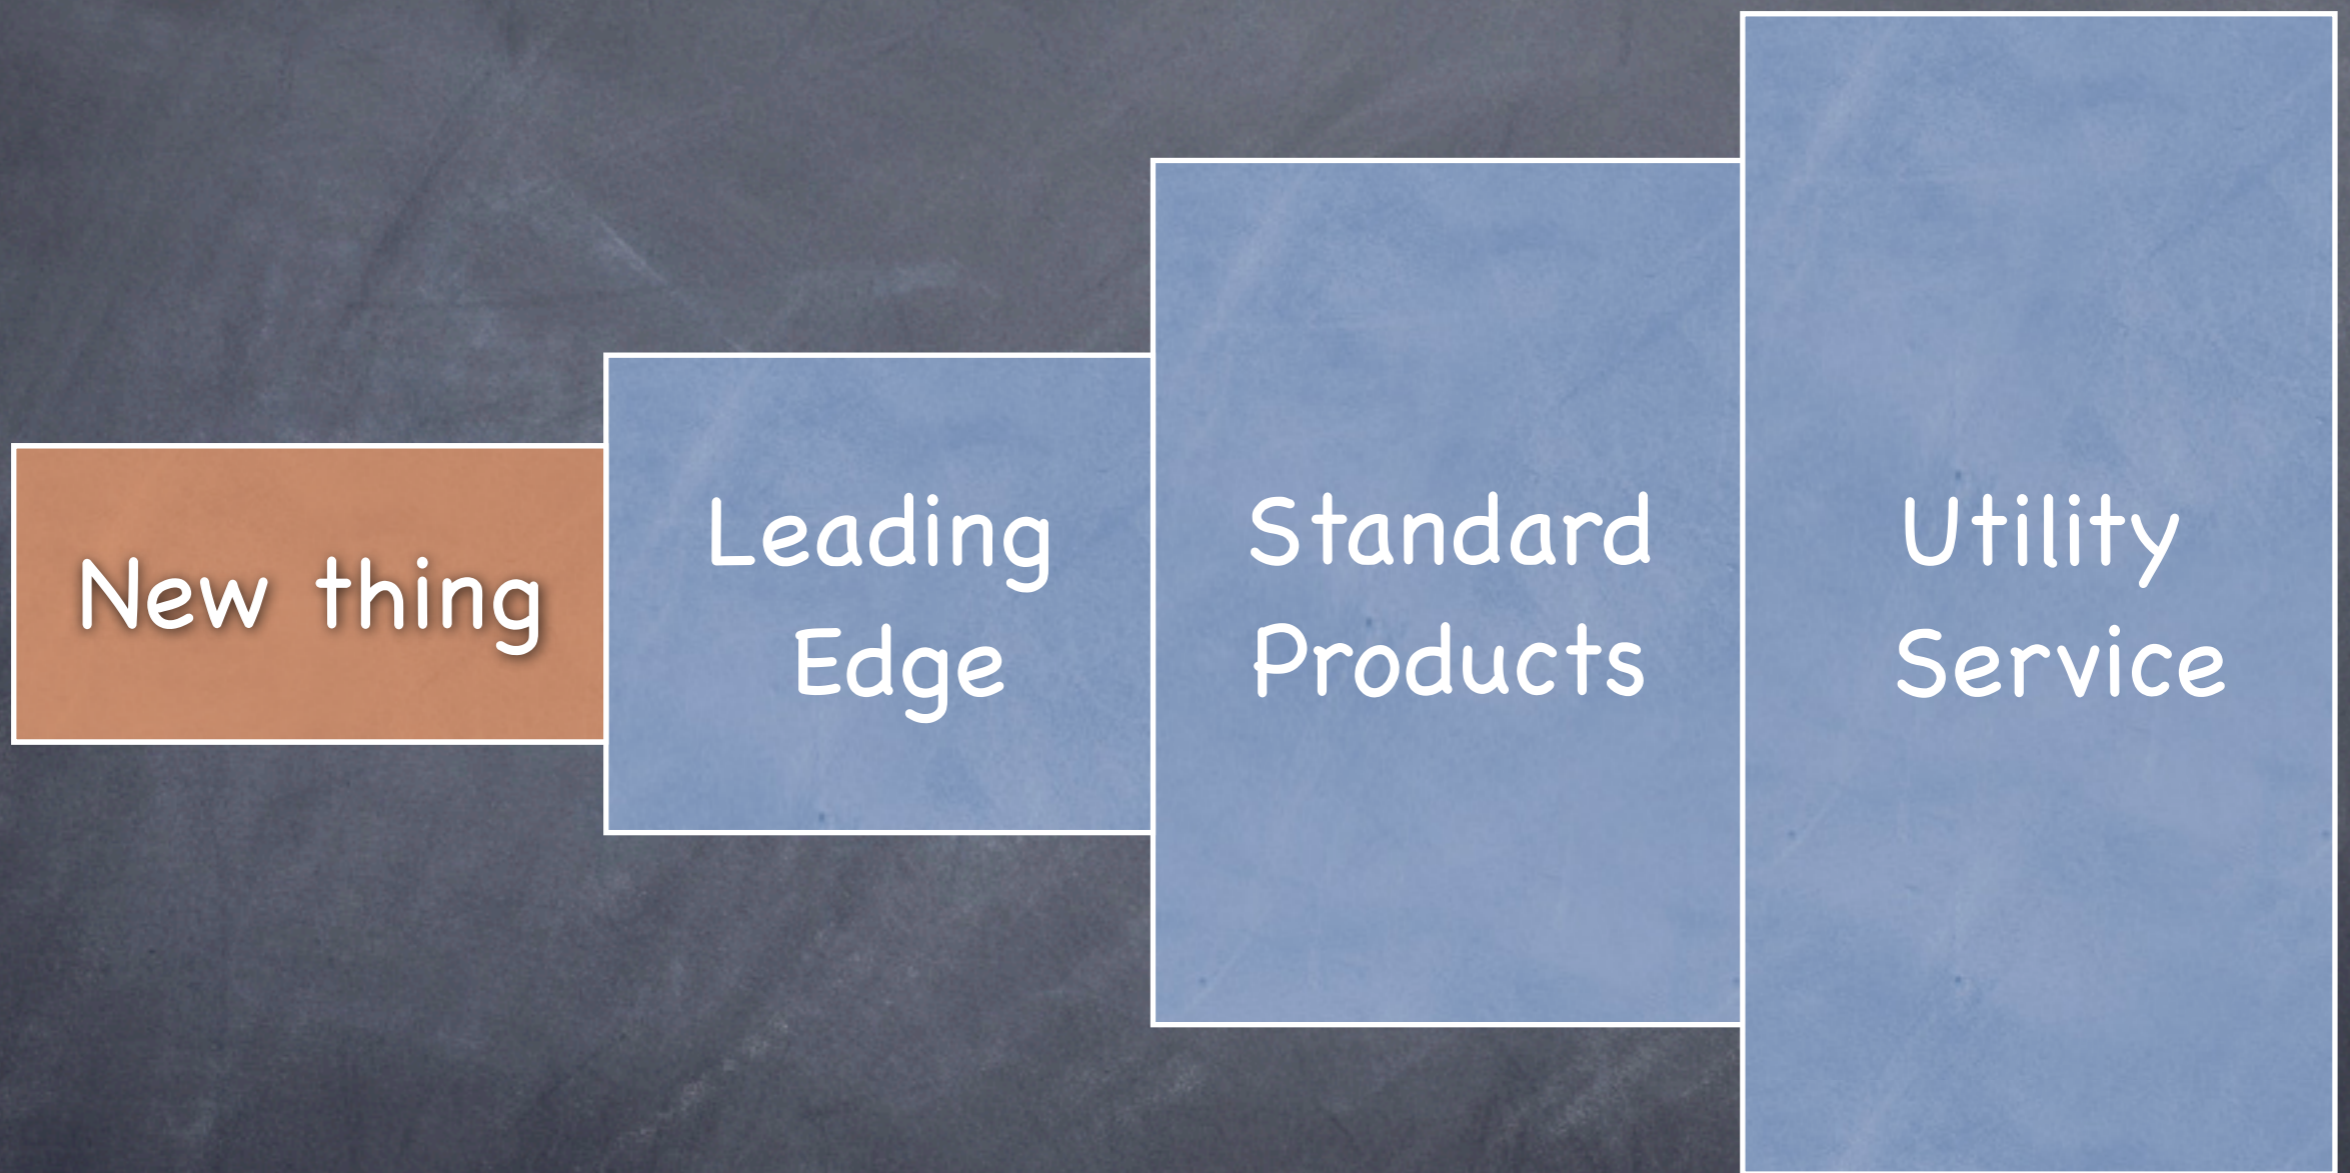 New thing
Leading
Edge
Standard
Products
Utility
Service